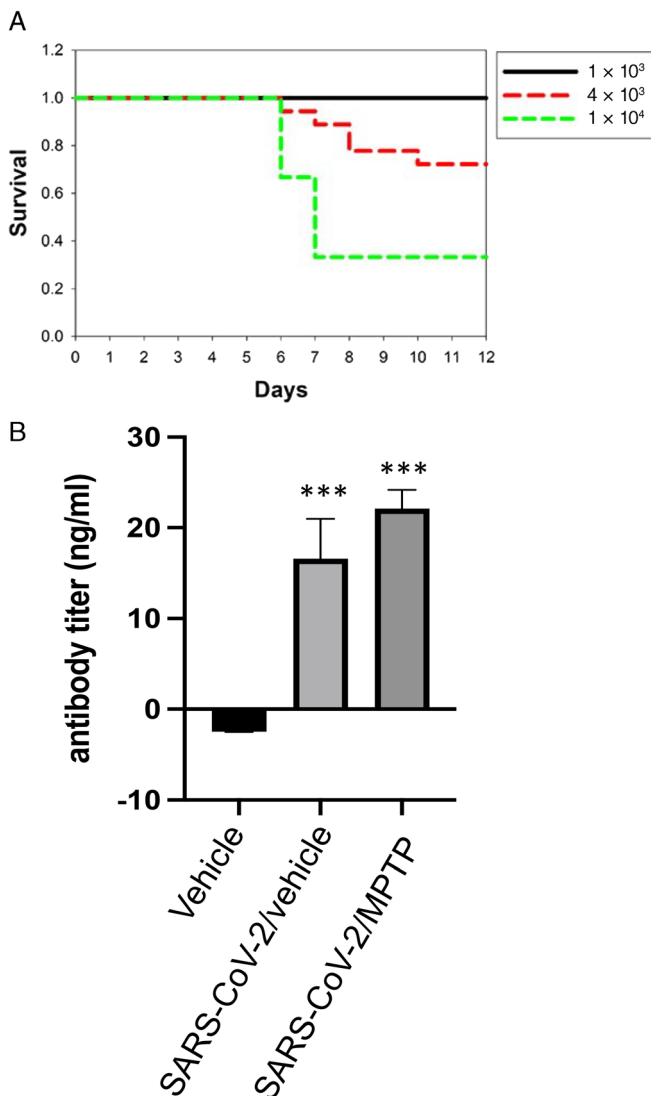 A
1.2
1.0
0.8
0.6
0.4
0.2
0.0
Survival
0 1 2 3 4 5 6 7 8 9 10 11 12
Days
1 × 10³
4 × 10³
1 × 10⁴
B
30
20
10
0
-10
antibody titer (ng/ml)
***
***
Vehicle
SARS-CoV-2/vehicle
SARS-CoV-2/MPTP